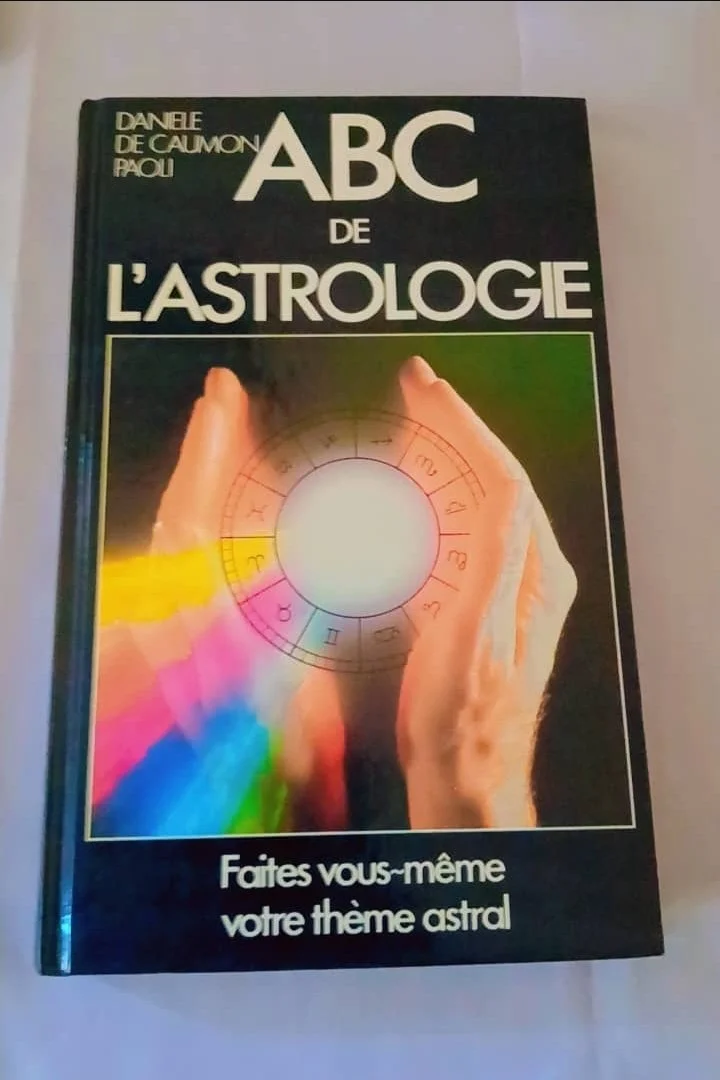 DANIELE
DE CAUMON
PAOLI
ABC
DE
L'ASTROLOGIE
Faites vous~même
votre thème astral